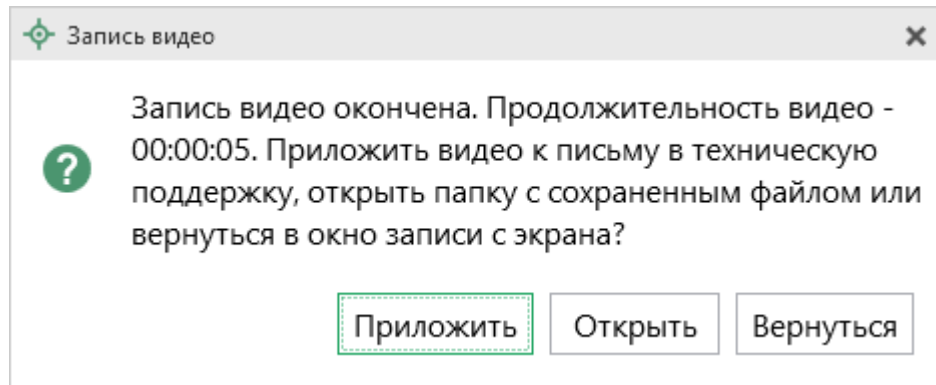 Запись видео
Запись видео окончена. Продолжительность видео -
00:00:05. Приложить видео к письму в техническую
поддержку, открыть папку с сохраненным файлом или
вернуться в окно записи с экрана?
Приложить Открыть Вернуться